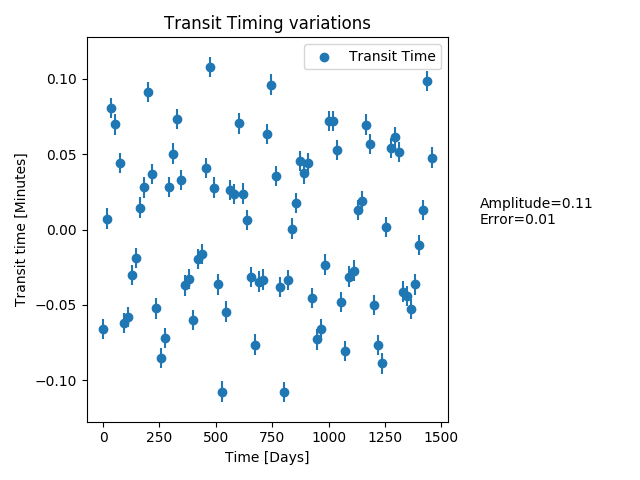 Transit Timing variations
Transit Time
Transit time [Minutes]
0.10
0.05
0.00
−0.05
−0.10
0 250 500 750 1000 1250 1500
Time [Days]
Amplitude=0.11
Error=0.01